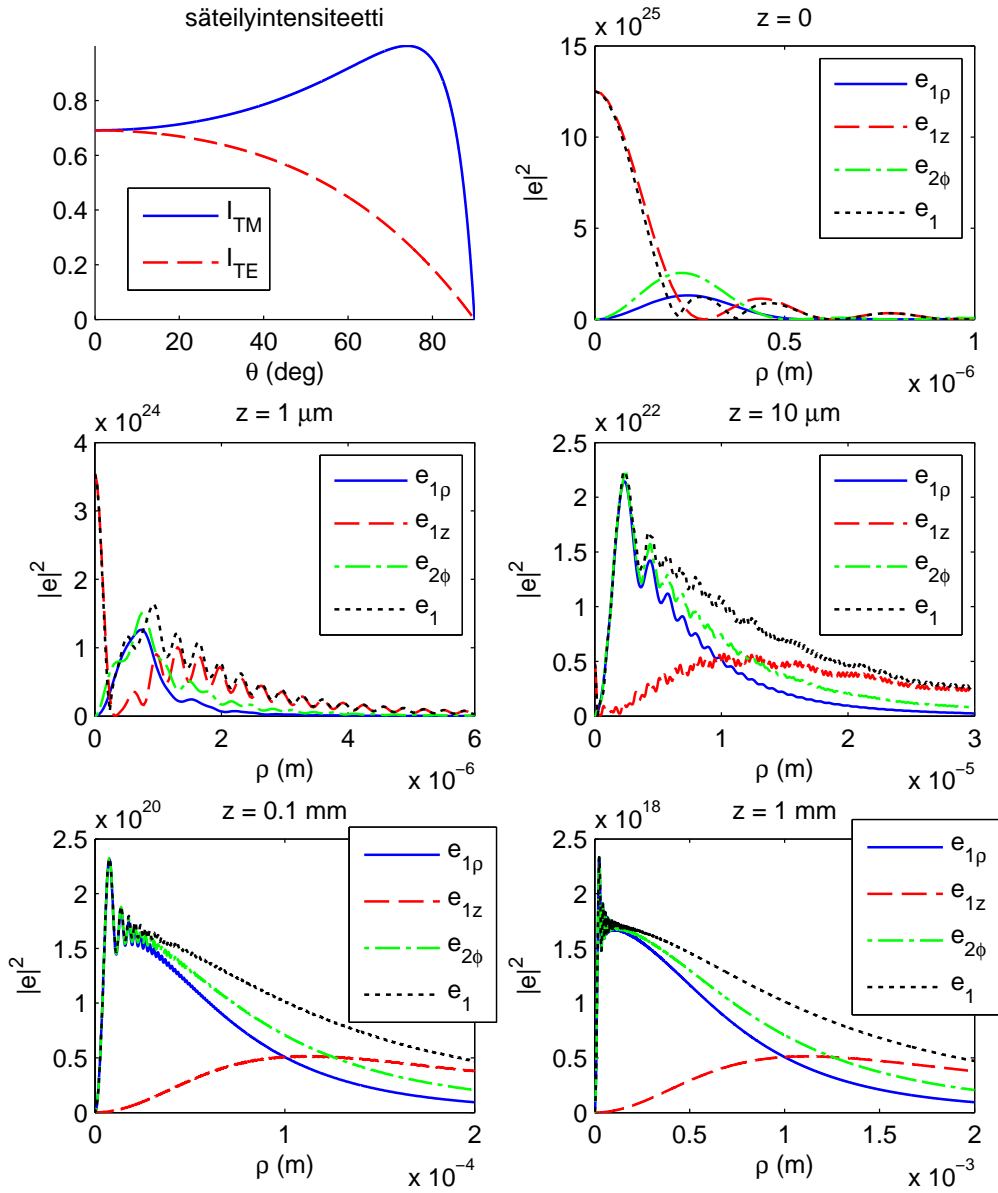 säteilyintensiteetti
0.8
0.6
0.4
0.2
0
0 20 40 60 80
θ (deg)
I_TM
I_TE
z = 0
x 10^25
15
10
5
0
|e|^2
0 0.5 1
ρ (m)
x 10^−6
e_1ρ
e_1z
e_2ϕ
e_1
z = 1 μm
x 10^24
4
3
2
1
0
|e|^2
0 2 4 6
ρ (m)
x 10^−6
e_1ρ
e_1z
e_2ϕ
e_1
z = 10 μm
x 10^22
2.5
2
1.5
1
0.5
0
|e|^2
0 1 2 3
ρ (m)
x 10^−5
e_1ρ
e_1z
e_2ϕ
e_1
z = 0.1 mm
x 10^20
2.5
2
1.5
1
0.5
0
|e|^2
0 1 2
ρ (m)
x 10^−4
e_1ρ
e_1z
e_2ϕ
e_1
z = 1 mm
x 10^18
2.5
2
1.5
1
0.5
0
|e|^2
0 0.5 1 1.5 2
ρ (m)
x 10^−3
e_1ρ
e_1z
e_2ϕ
e_1